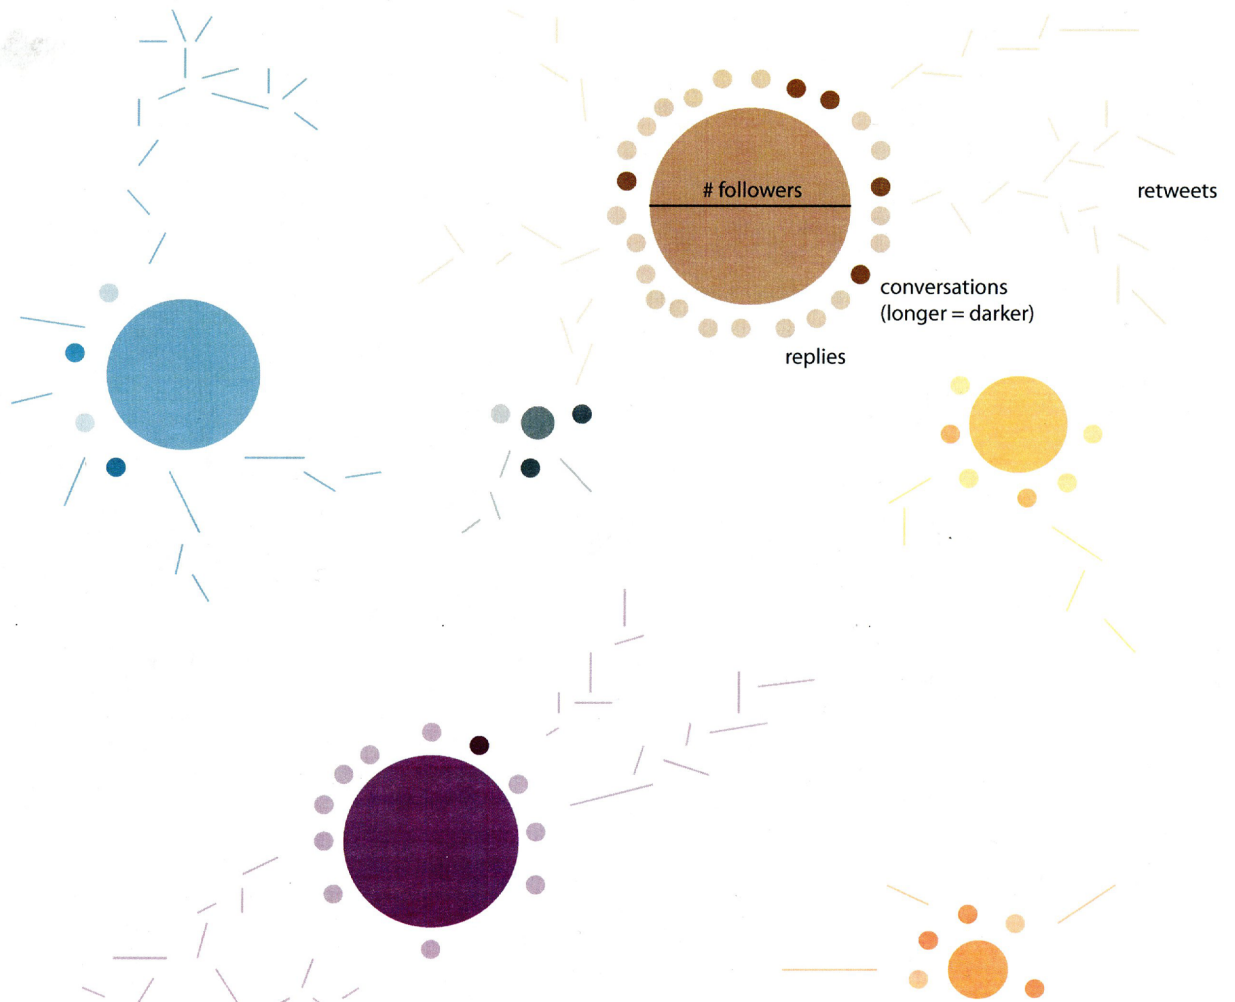 # followers
retweets
conversations
(longer = darker)
replies